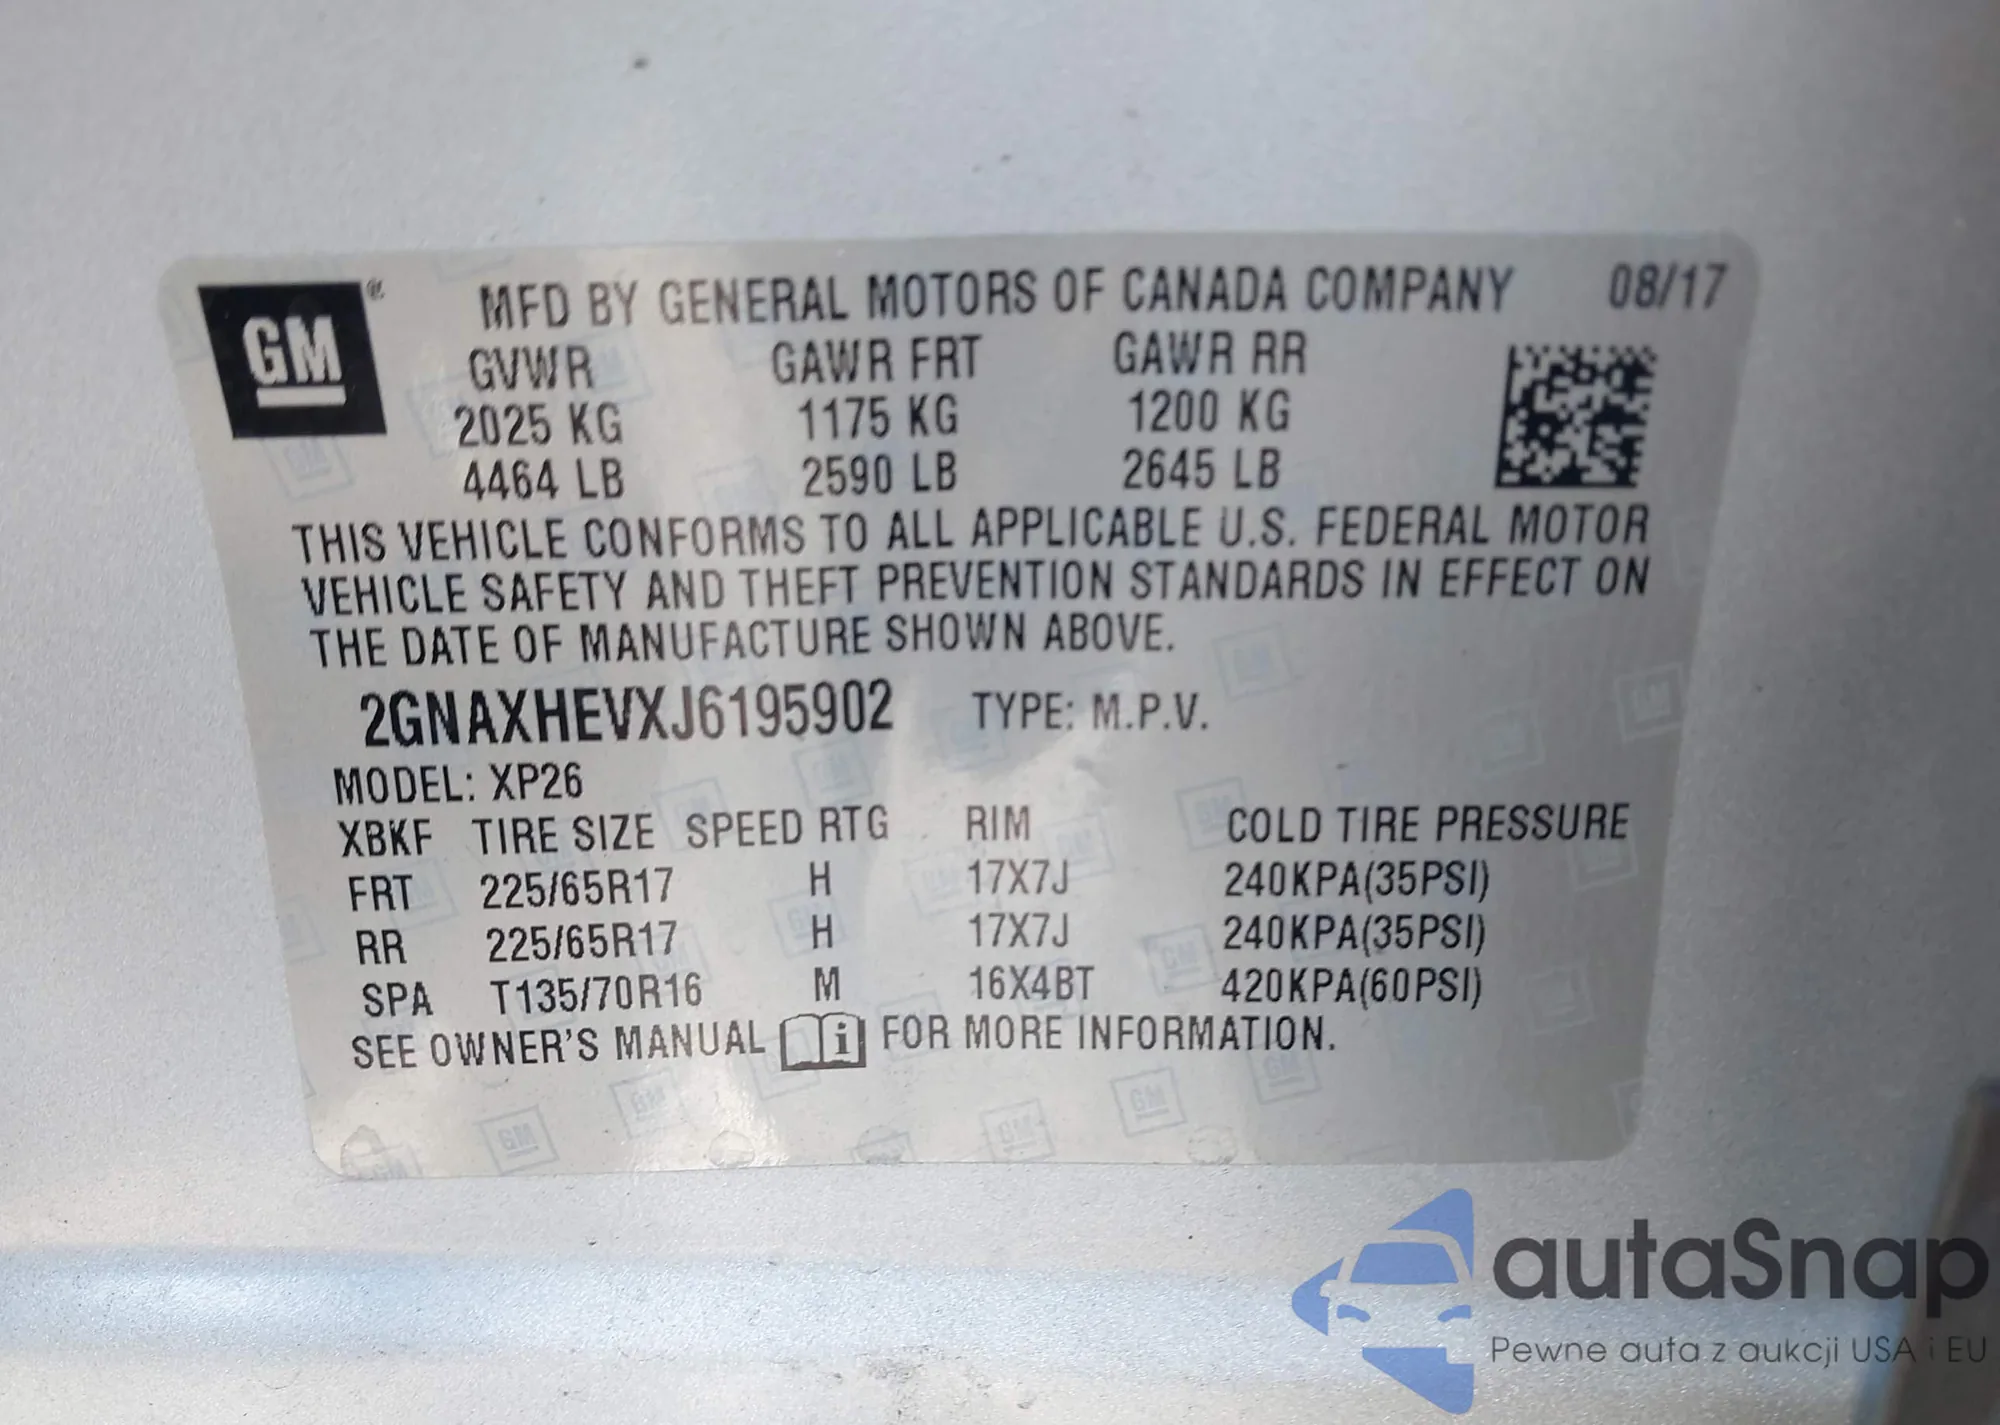 GM®
MFD BY GENERAL MOTORS OF CANADA COMPANY 08/17
GVWR GAWR FRT GAWR RR
2025 KG 1175 KG 1200 KG
4464 LB 2590 LB 2645 LB
THIS VEHICLE CONFORMS TO ALL APPLICABLE U.S. FEDERAL MOTOR
VEHICLE SAFETY AND THEFT PREVENTION STANDARDS IN EFFECT ON
THE DATE OF MANUFACTURE SHOWN ABOVE.
2GNAXHEVXJ6195902 TYPE: M.P.V.
MODEL: XP26
XBKF TIRE SIZE SPEED RTG RIM COLD TIRE PRESSURE
FRT 225/65R17 H 17X7J 240KPA(35PSI)
RR 225/65R17 H 17X7J 240KPA(35PSI)
SPA T135/70R16 M 16X4BT 420KPA(60PSI)
SEE OWNER'S MANUAL i FOR MORE INFORMATION.
autaSnap
Pewne auta z aukcji USA i EU